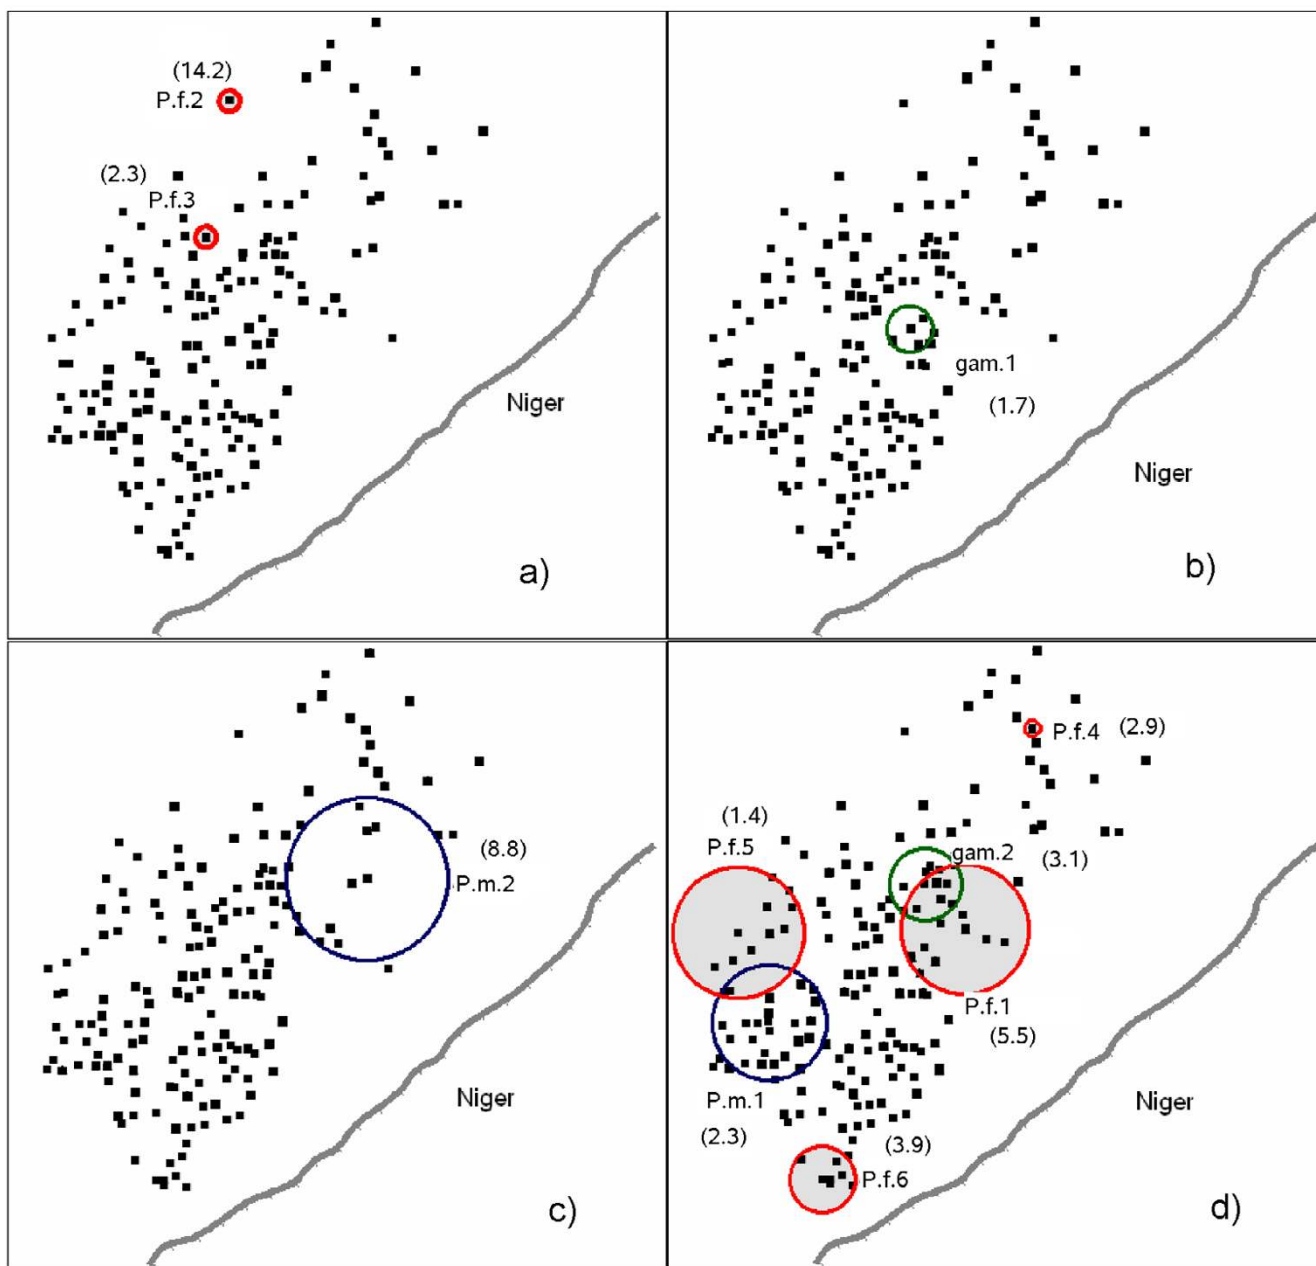 (14.2)
P.f.2
(2.3)
P.f.3
Niger
a)
gam.1
(1.7)
Niger
b)
(8.8)
P.m.2
Niger
c)
P.f.4 (2.9)
(1.4)
P.f.5
gam.2
(3.1)
P.f.1
(5.5)
P.m.1
Niger
(2.3)
(3.9)
P.f.6
d)